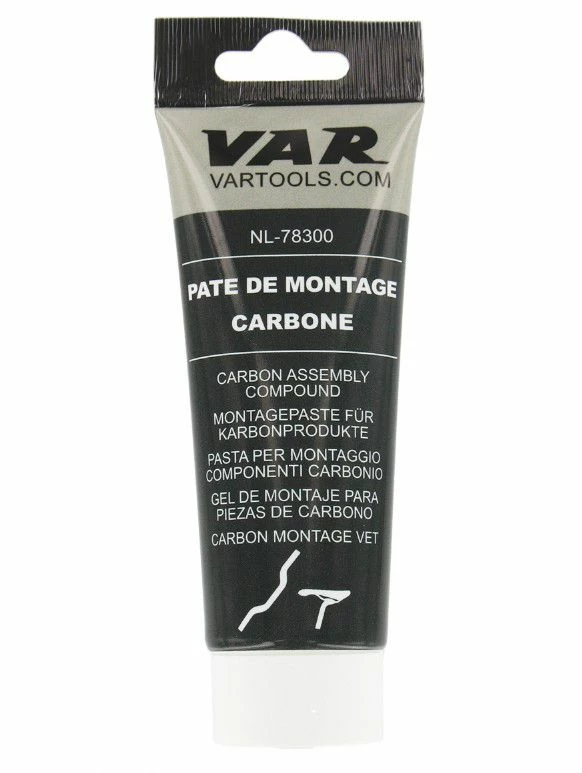 VAR
VARTOOLS.COM
NL-78300
PATE DE MONTAGE
CARBONE
CARBON ASSEMBLY
COMPOUND
MONTAGEPASTE FÜR
KARBONPRODUKTE
PASTA PER MONTAGGIO
COMPONENTI CARBONIO
GEL DE MONTAJE PARA
PIEZAS DE CARBONO
CARBON MONTAGE VET